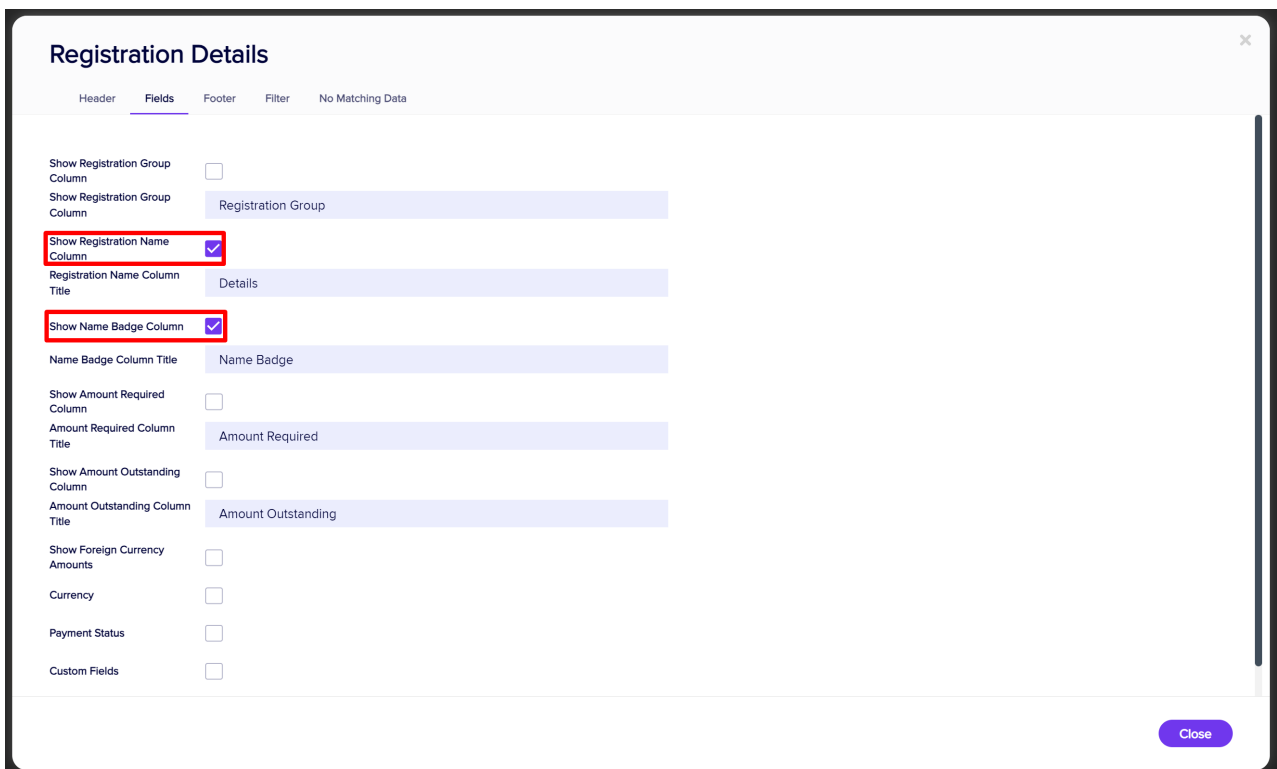 Registration Details
Header Fields Footer Filter No Matching Data
Show Registration Group
Column
Show Registration Group
Column
Registration Group
Show Registration Name
Column
Registration Name Column
Title
Details
Show Name Badge Column
Name Badge Column Title
Name Badge
Show Amount Required
Column
Amount Required Column
Title
Amount Required
Show Amount Outstanding
Column
Amount Outstanding Column
Title
Amount Outstanding
Show Foreign Currency
Amounts
Currency
Payment Status
Custom Fields
Close